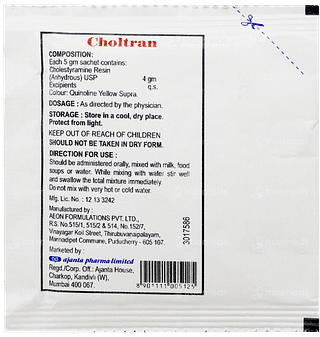 Choltran
COMPOSITION:
Each 5 gm sachet contains:
Cholestyramine Resin
(Anhydrous) USP 4 gm
Excipients q.s.
Colour: Quinoline Yellow Supra.
DOSAGE : As directed by the physician.
STORAGE : Store in a cool, dry place.
Protect from light.
KEEP OUT OF REACH OF CHILDREN
SHOULD NOT BE TAKEN IN DRY FORM.
DIRECTION FOR USE :
Should be administered orally, mixed with milk, food
soups or water. While mixing with water stir well
and swallow the total mixture immediately.
Do not mix with very hot or cold water.
Mfg. Lic. No. : 12 13 3242
Manufactured by :
AEON FORMULATIONS PVT. LTD.,
R.S. No.515/1, 515/2 & 514, No.152/7,
Vinayagar Koil Street, Thirubuvanaipalayam,
Mannadipet Commune, Puducherry - 605 107.
Marketed by :
ajanta pharma limited
Regd./Corp. Off.: Ajanta House,
Charkop, Kandivli (W),
Mumbai 400 067.
3017586
8 901111 005125